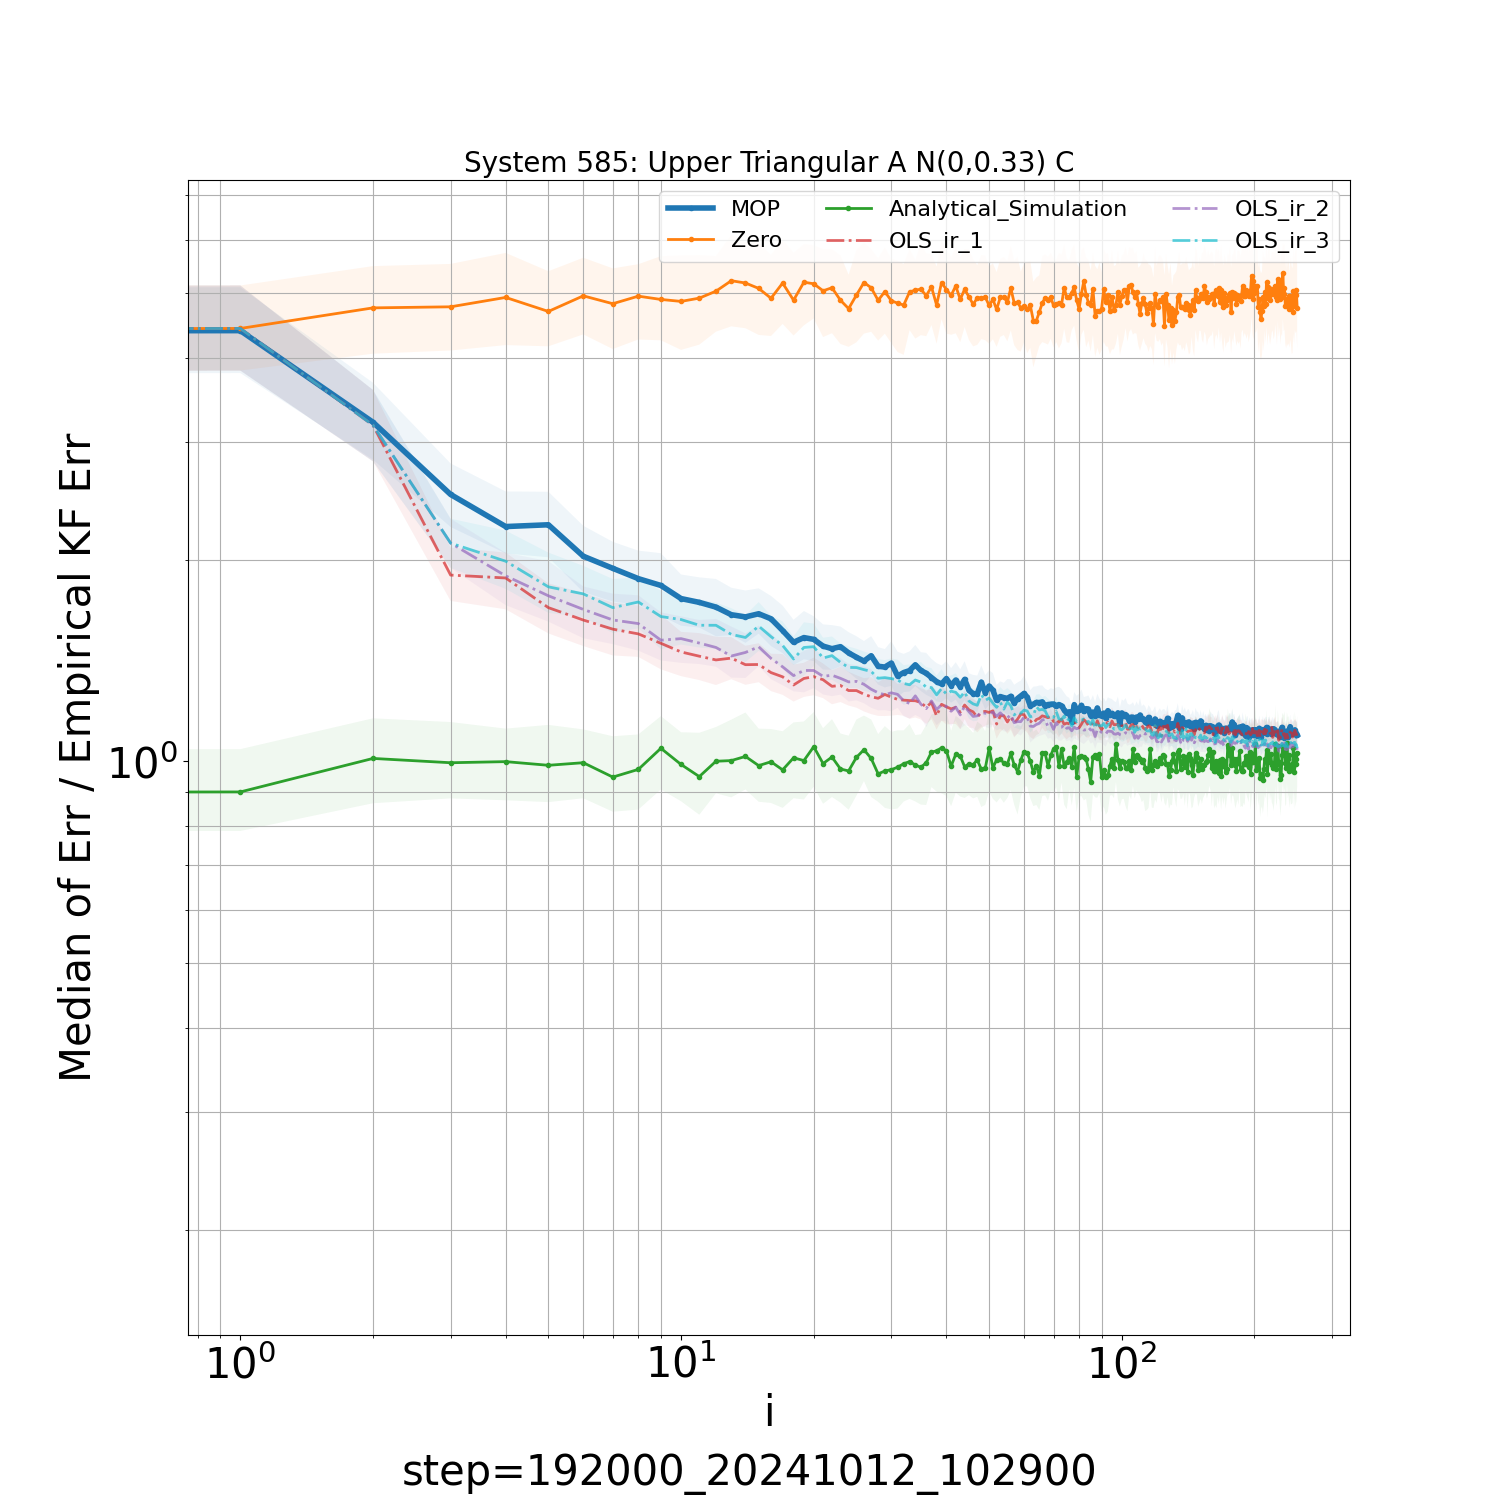 System 585: Upper Triangular A N(0,0.33) C
MOP
Zero
Analytical_Simulation
OLS_ir_1
OLS_ir_2
OLS_ir_3
Median of Err / Empirical KF Err
10⁰
10⁰
10¹
10²
i
step=192000_20241012_102900